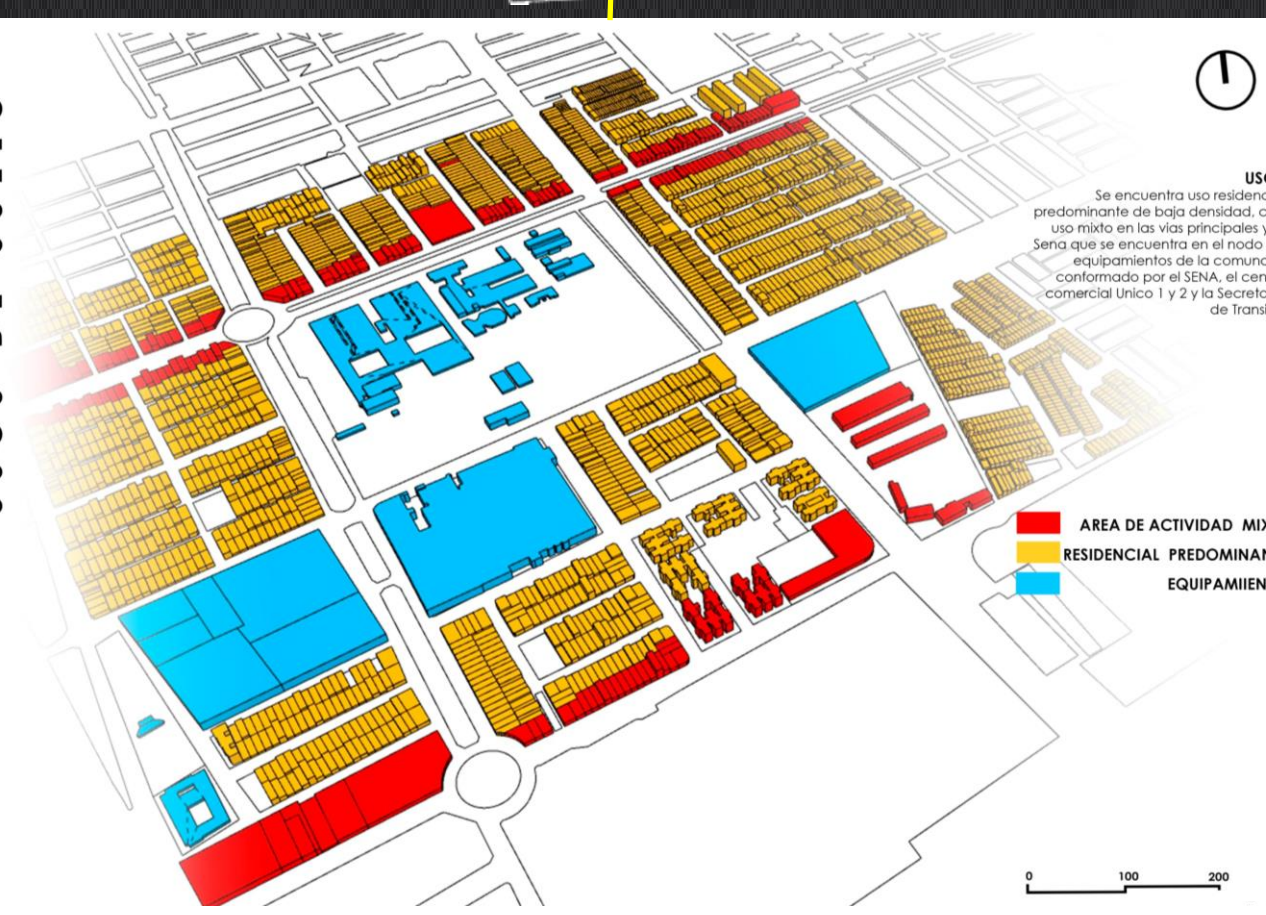 USO
Se encuentra uso residenc
predominante de baja densidad, c
uso mixto en las vias principales y
Sena que se encuentra en el nodo
equipamientos de la comuna
conformado por el SENA, el cen
comercial Unico 1 y 2 y la Secreta
de Transi
AREA DE ACTIVIDAD MIX
RESIDENCIAL PREDOMINAN
EQUIPAMIIEN
0 100 200